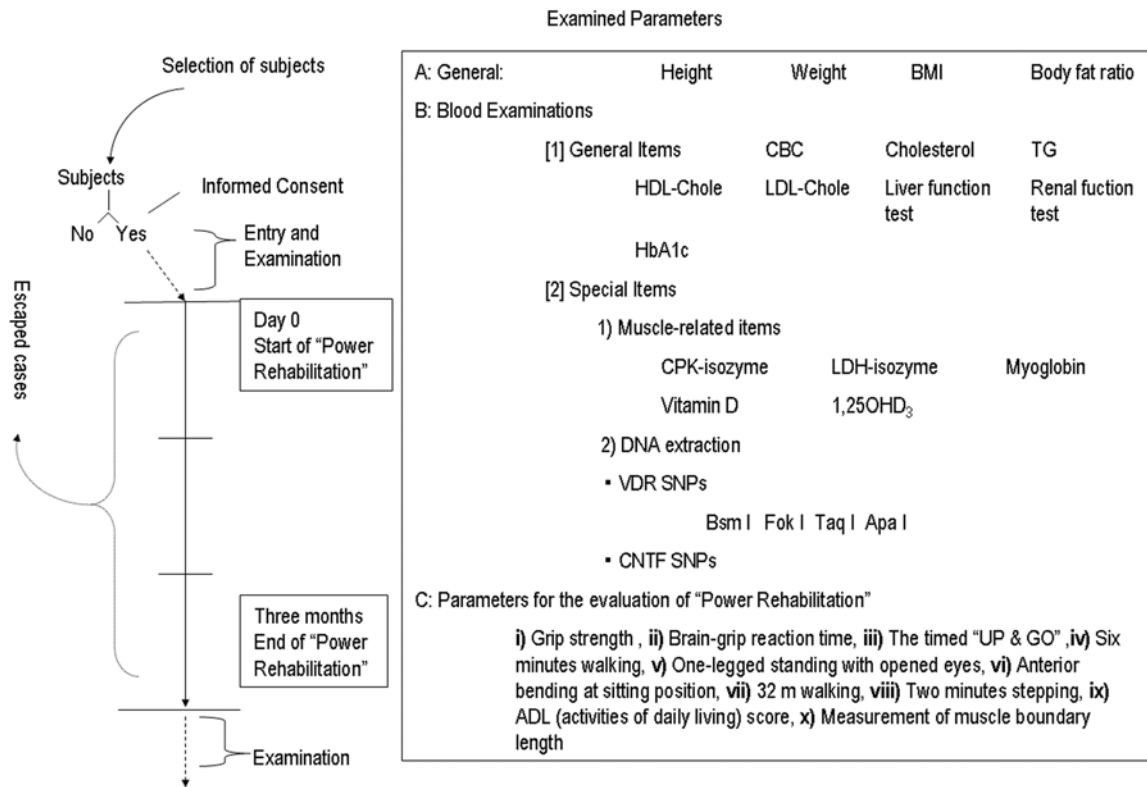 Examined Parameters
Selection of subjects
Subjects
Informed Consent
No Yes
Entry and
Examination
Escaped cases
Day 0
Start of “Power
Rehabilitation”
Three months
End of “Power
Rehabilitation”
Examination
A: General: Height Weight BMI Body fat ratio
B: Blood Examinations
[1] General Items CBC Cholesterol TG
HDL-Chole LDL-Chole Liver function Renal fuction
test test
HbA1c
[2] Special Items
1) Muscle-related items
CPK-isozyme LDH-isozyme Myoglobin
Vitamin D 1,25OHD₃
2) DNA extraction
・VDR SNPs
Bsm I Fok I Taq I Apa I
・CNTF SNPs
C: Parameters for the evaluation of “Power Rehabilitation”
i) Grip strength , ii) Brain-grip reaction time, iii) The timed “UP & GO” ,iv) Six
minutes walking, v) One-legged standing with opened eyes, vi) Anterior
bending at sitting position, vii) 32 m walking, viii) Two minutes stepping, ix)
ADL (activities of daily living) score, x) Measurement of muscle boundary
length